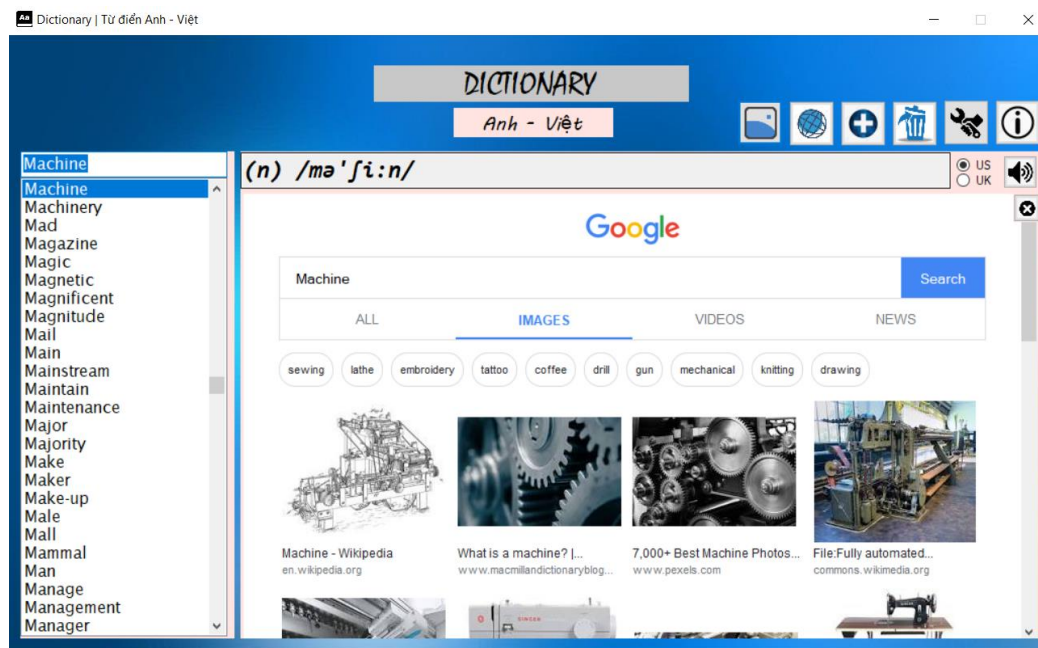 Dictionary | Từ điển Anh - Việt
DICTIONARY
Anh - Việt
Machine
(n) /mə'ʃi:n/
US
UK
Machine
Machinery
Mad
Magazine
Magic
Magnetic
Magnificent
Magnitude
Mail
Main
Mainstream
Maintain
Maintenance
Major
Majority
Make
Maker
Make-up
Male
Mall
Mammal
Man
Manage
Management
Manager
Google
Machine Search
ALL IMAGES VIDEOS NEWS
sewing lathe embroidery tattoo coffee drill gun mechanical knitting drawing
Machine - Wikipedia What is a machine? |... 7,000+ Best Machine Photos... File:Fully automated...
en.wikipedia.org www.macmillandictionaryblog... www.pexels.com commons.wikimedia.org
SINGER